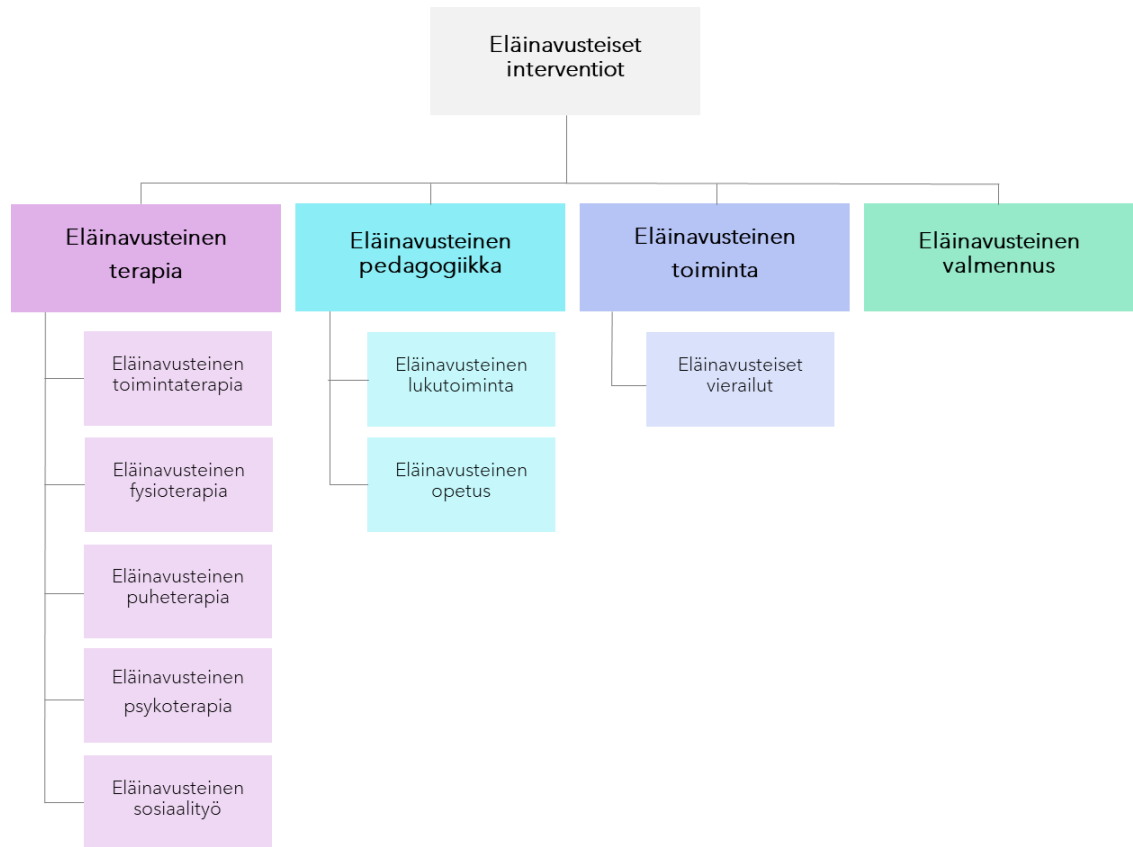 Eläinavusteiset
interventiot
Eläinavusteinen
terapia
Eläinavusteinen
pedagogiikka
Eläinavusteinen
toiminta
Eläinavusteinen
valmennus
Eläinavusteinen
toimintaterapia
Eläinavusteinen
fysioterapia
Eläinavusteinen
puheterapia
Eläinavusteinen
psykoterapia
Eläinavusteinen
sosiaalityö
Eläinavusteinen
lukutoiminta
Eläinavusteinen
opetus
Eläinavusteiset
vierailut